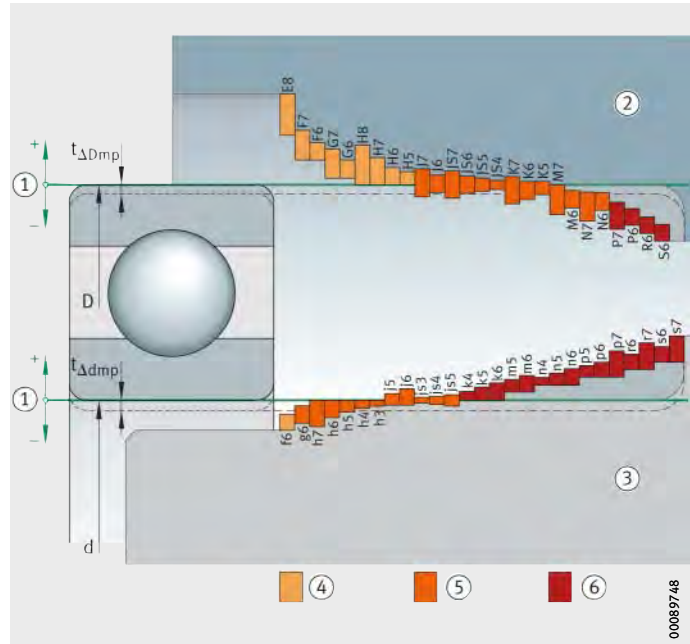 E8
F7
F6
G7
G6
H8
H7
H6
H5
J7
J6
JS7
JS6
JS5
JS4
K7
K6
K5
M7
M6
N7
N6
P7
P6
R6
S6
2
+
1
−
t∆Dmp
D
+
1
−
t∆dmp
d
f6
g6
h7
h6
h5
h4
h3
j5
j6
js3
js4
js5
k4
k5
k6
m5
m6
n4
n5
n6
p5
p6
p7
r6
r7
s6
s7
3
4
5
6
00089748